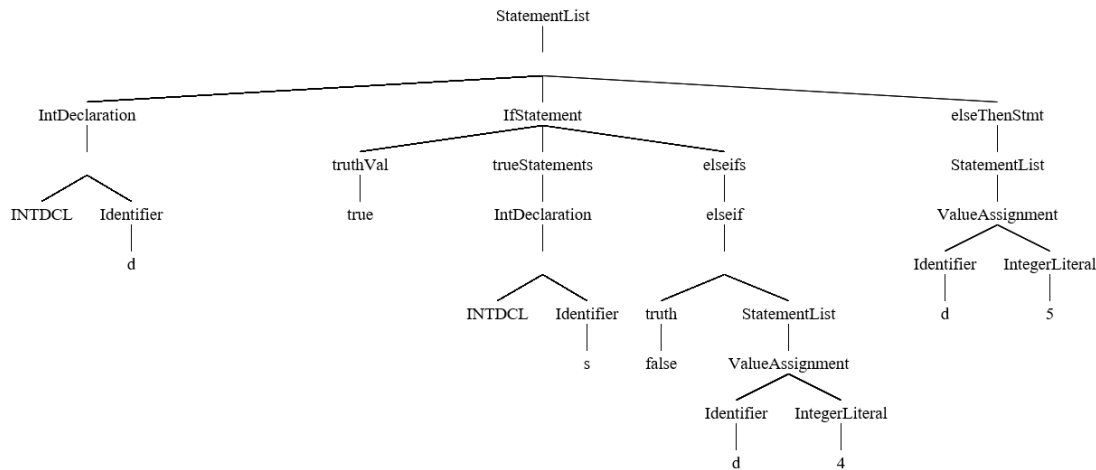 StatementList
IntDeclaration IfStatement elseThenStmt
truthVal trueStatements elseifs StatementList
INTDCL Identifier true IntDeclaration elseif ValueAssignment
d Identifier IntegerLiteral
INTDCL Identifier truth StatementList d 5
s false ValueAssignment
Identifier IntegerLiteral
d 4